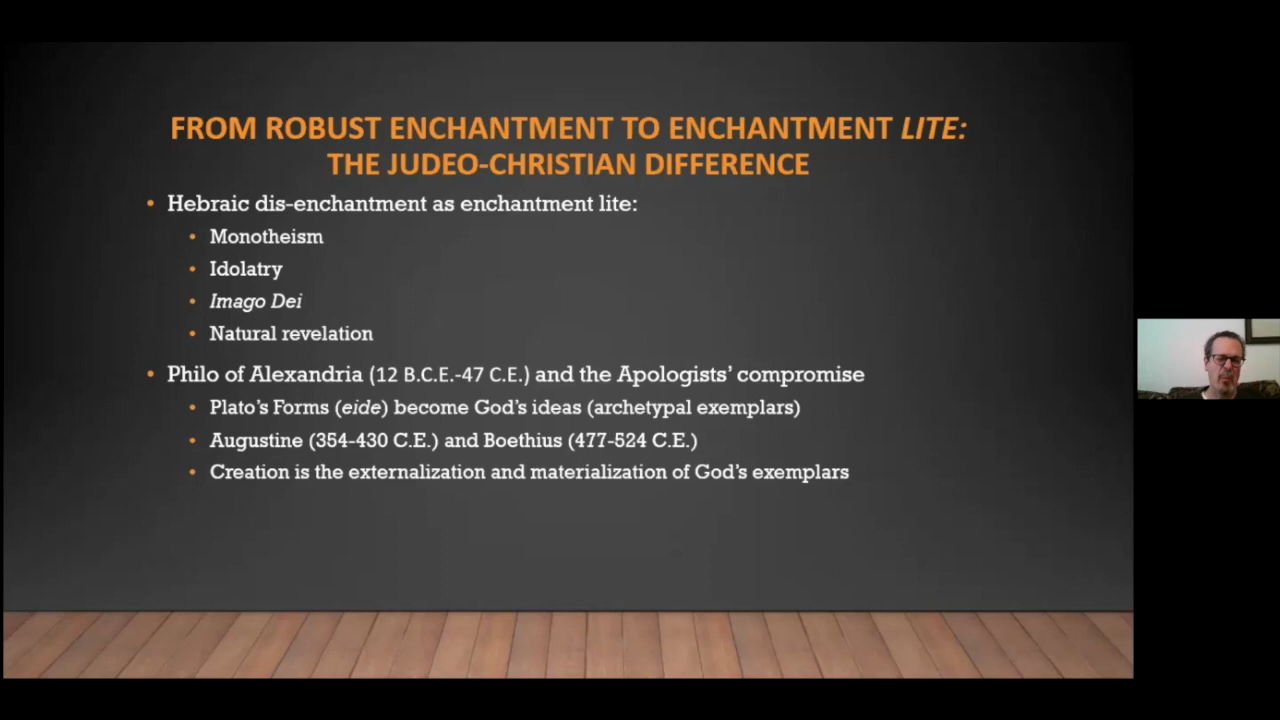 FROM ROBUST ENCHANTMENT TO ENCHANTMENT LITE:
THE JUDEO-CHRISTIAN DIFFERENCE
• Hebraic dis-enchantment as enchantment lite:
• Monotheism
• Idolatry
• Imago Dei
• Natural revelation
• Philo of Alexandria (12 B.C.E.-47 C.E.) and the Apologists’ compromise
• Plato’s Forms (eide) become God’s ideas (archetypal exemplars)
• Augustine (354-430 C.E.) and Boethius (477-524 C.E.)
• Creation is the externalization and materialization of God’s exemplars